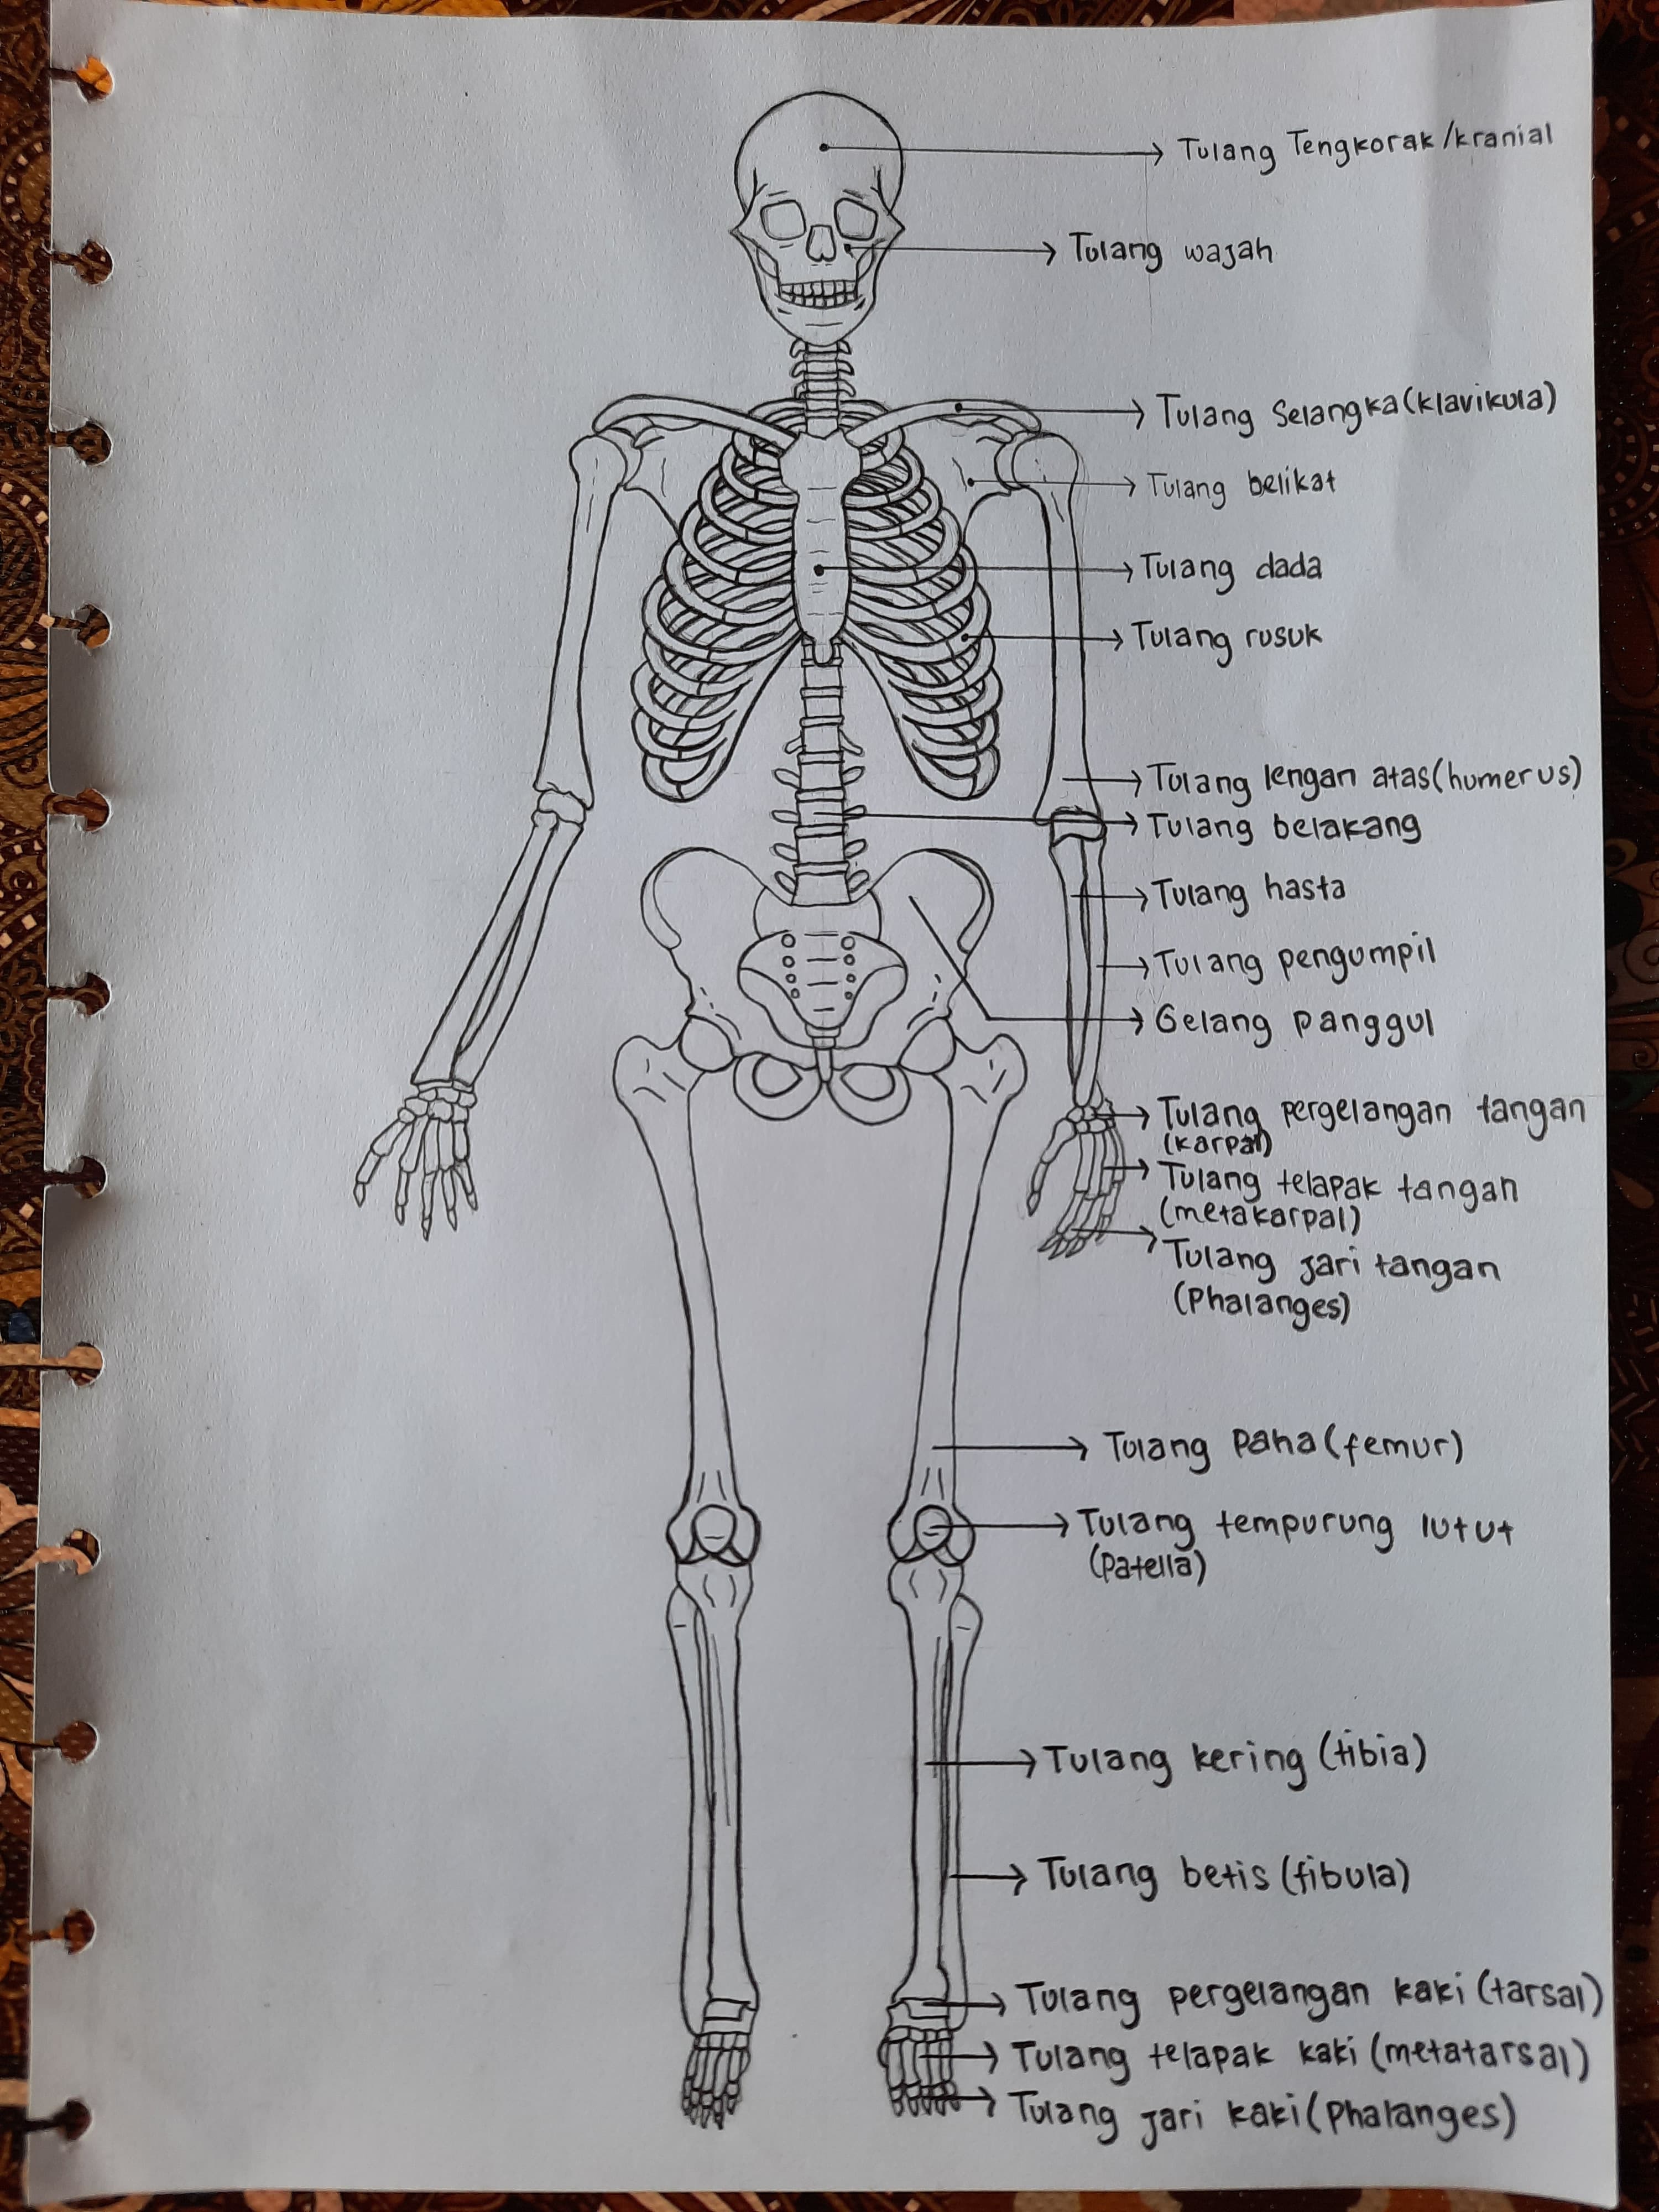 Tulang Tengkorak/kranial
Tulang wajah
Tulang Selangka (klavikula)
Tulang belikat
Tulang dada
Tulang rusuk
Tulang lengan atas (humerus)
Tulang belakang
Tulang hasta
Tulang pengumpil
Gelang panggul
Tulang pergelangan tangan
(karpal)
Tulang telapak tangan
(metakarpal)
Tulang jari tangan
(Phalanges)
Tulang Paha (femur)
Tulang tempurung lutut
(Patella)
Tulang kering (tibia)
Tulang betis (fibula)
Tulang pergelangan kaki (tarsal)
Tulang telapak kaki (metatarsal)
Tulang jari kaki (Phalanges)